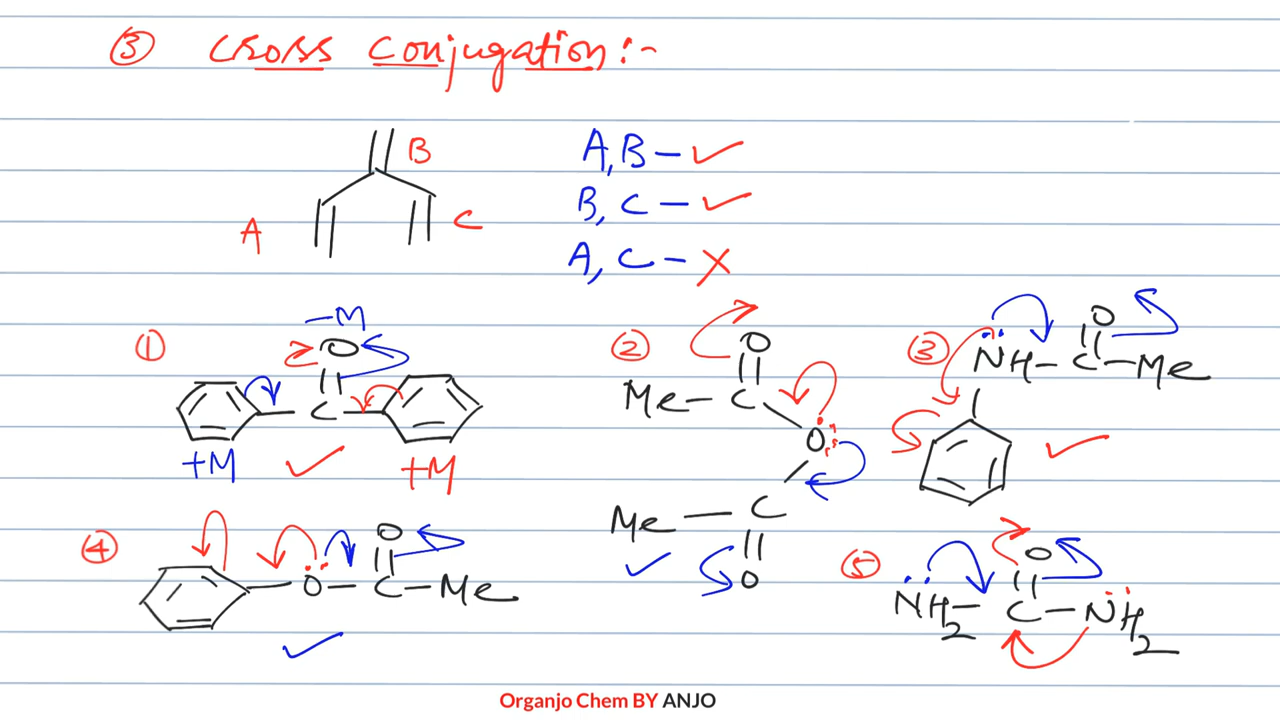 ③ Cross Conjugation:-
B
A
C
A, B – ✓
B, C – ✓
A, C – X
①
–M
O
C
+M
✓
+M
②
O
Me – C
O
Me — C
O
✓
③
NH – C – Me
O
✓
④
O
O – C – Me
✓
⑤
O
NH2 – C – NH2
Organjo Chem BY ANJO